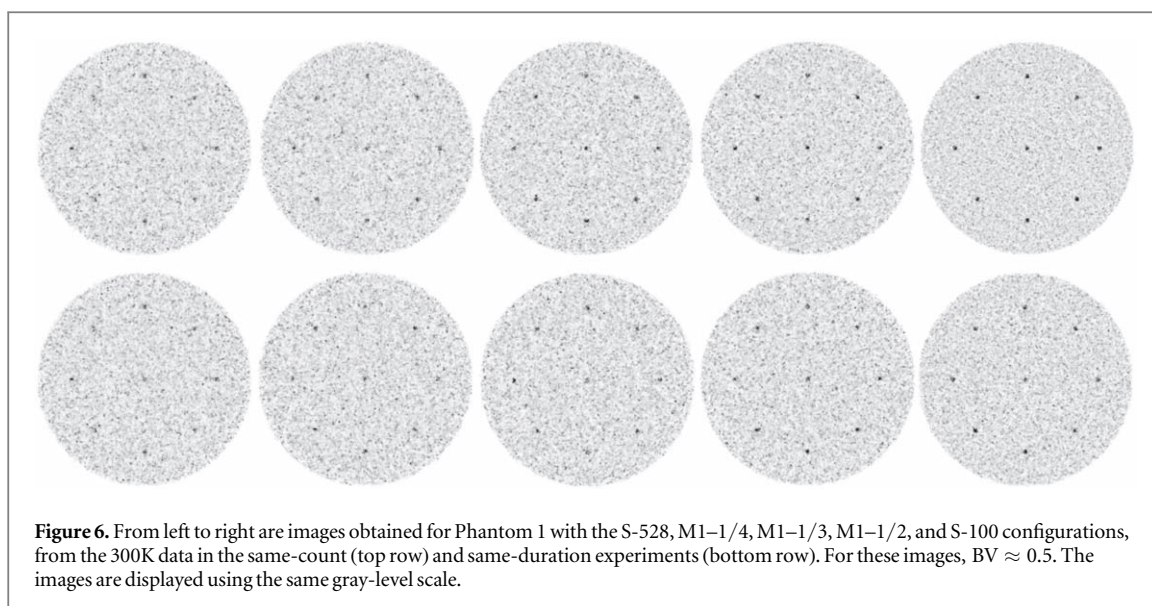 Figure 6. From left to right are images obtained for Phantom 1 with the S-528, M1–1/4, M1–1/3, M1–1/2, and S-100 configurations,
from the 300K data in the same-count (top row) and same-duration experiments (bottom row). For these images, BV ≈ 0.5. The
images are displayed using the same gray-level scale.